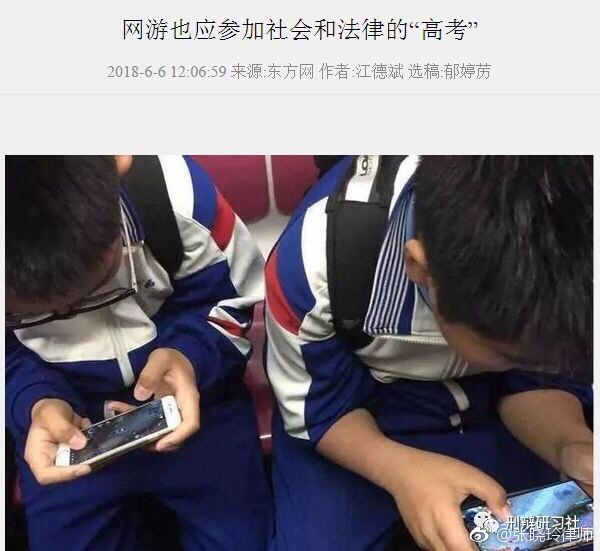 网游也应参加社会和法律的“高考”
2018-6-6 12:06:59 来源:东方网 作者:江德斌 选稿:郁婷苈
刑辩研习社
@张晓玲律师